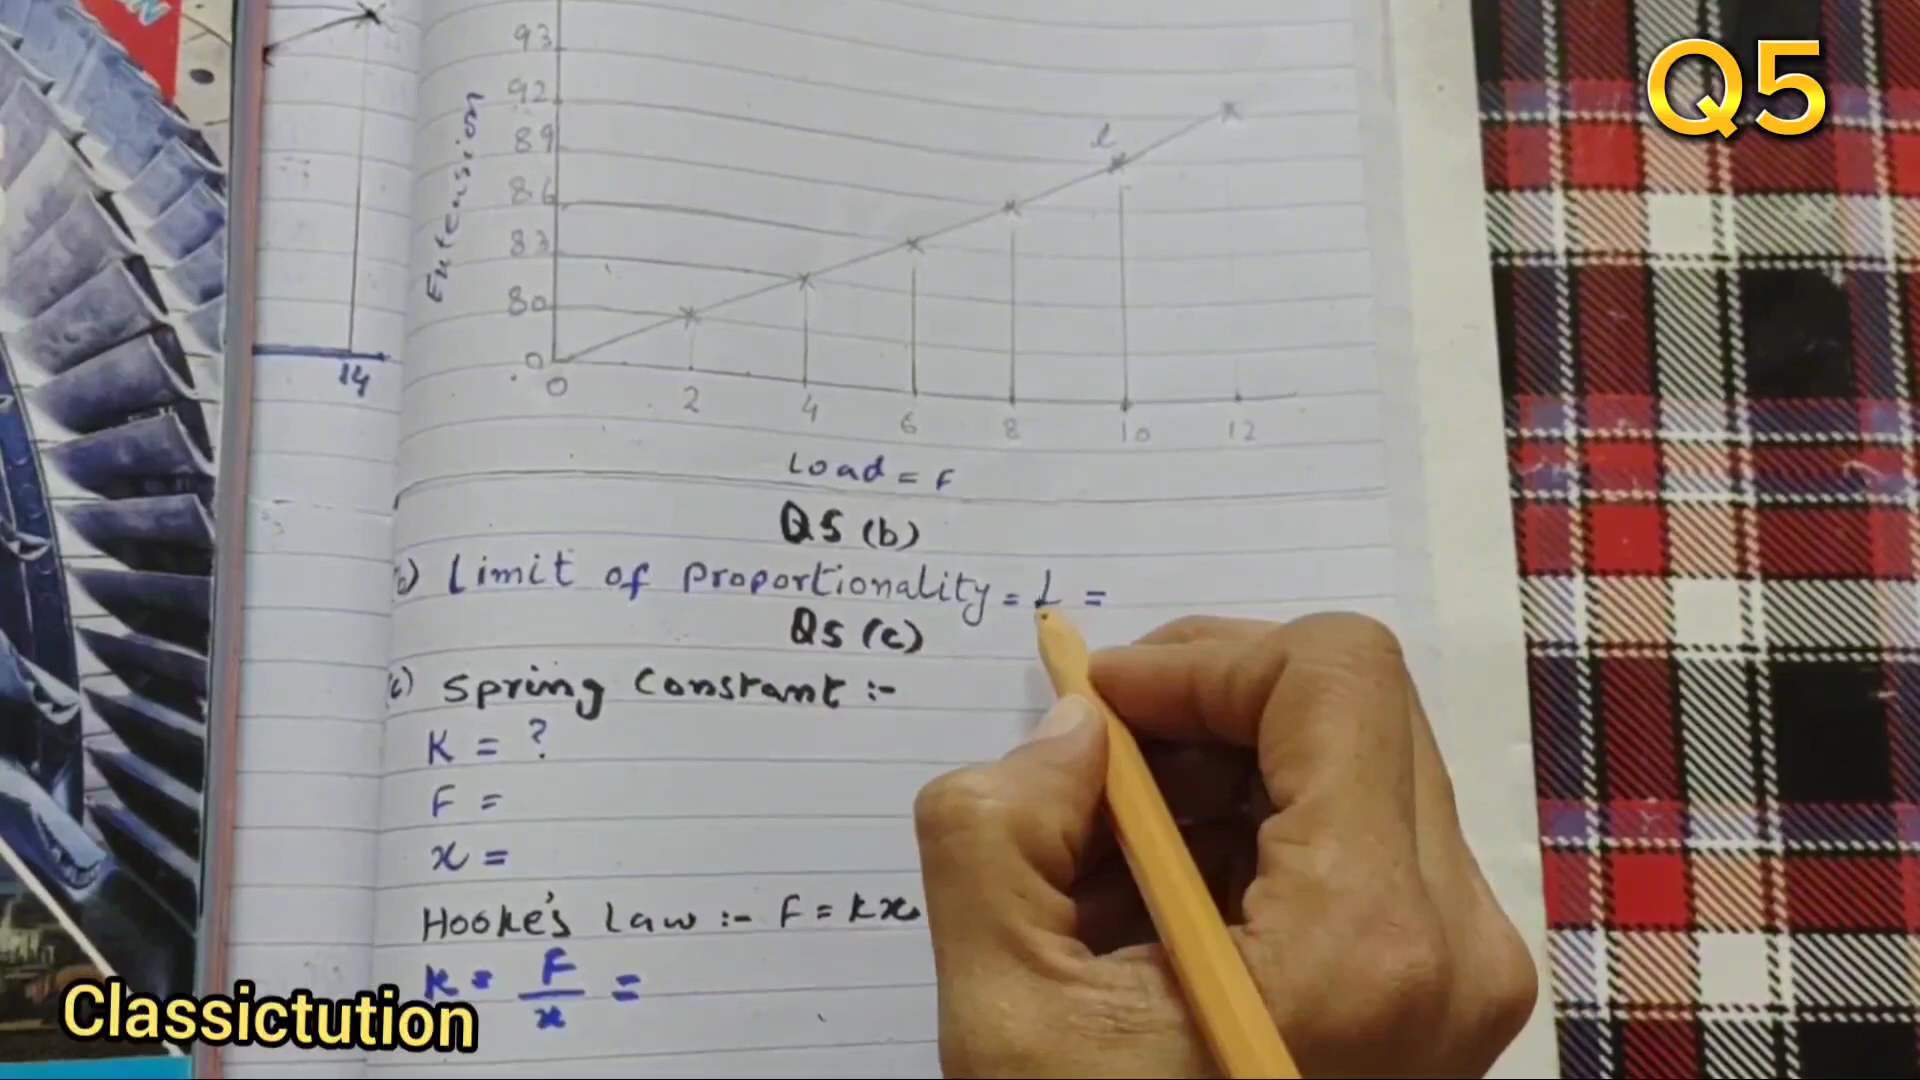 Q5
93
92
89
86
83
80
0
Extension
l
0 2 4 6 8 10 12
14
Load = F
Q5 (b)
b) Limit of proportionality = L =
Q5 (c)
c) Spring Constant :-
K = ?
F =
x =
Hooke's Law :- F = kx
k = F/x =
Classictution